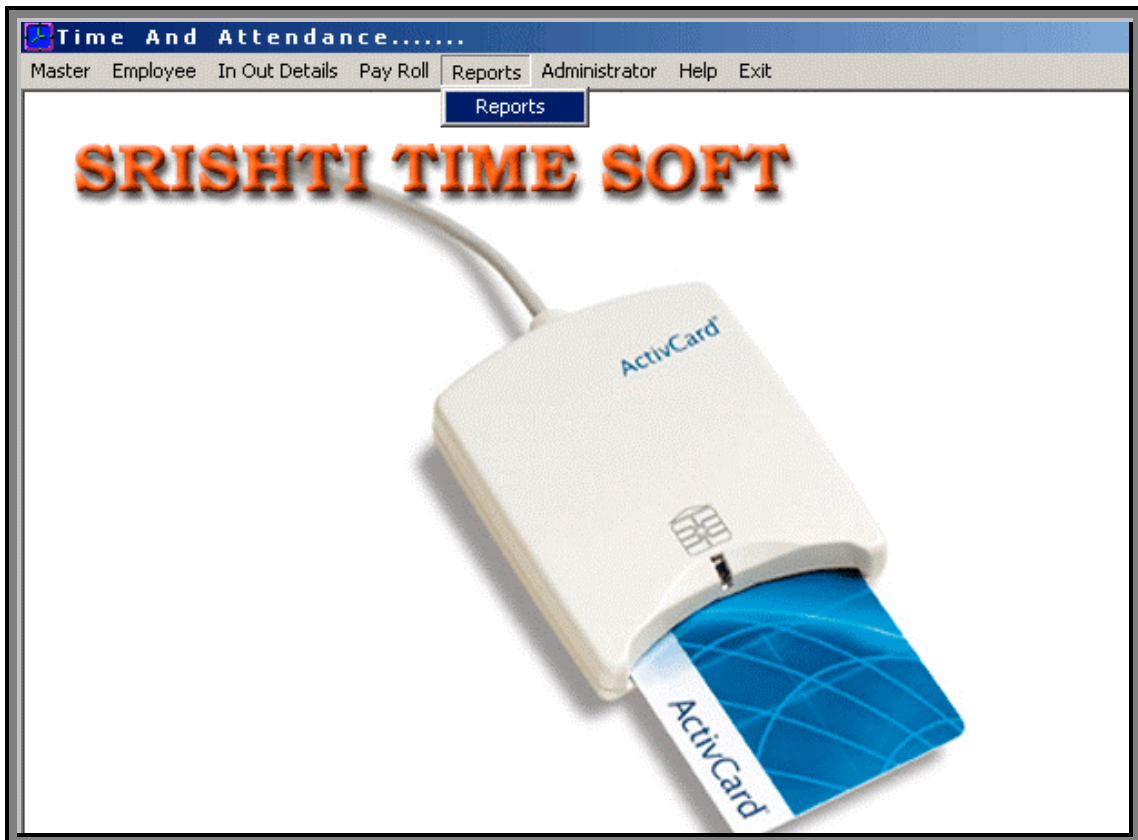 Time And Attendance.......
Master Employee In Out Details Pay Roll Reports Administrator Help Exit
Reports
SRISHTI TIME SOFT
ActivCard
ActivCard